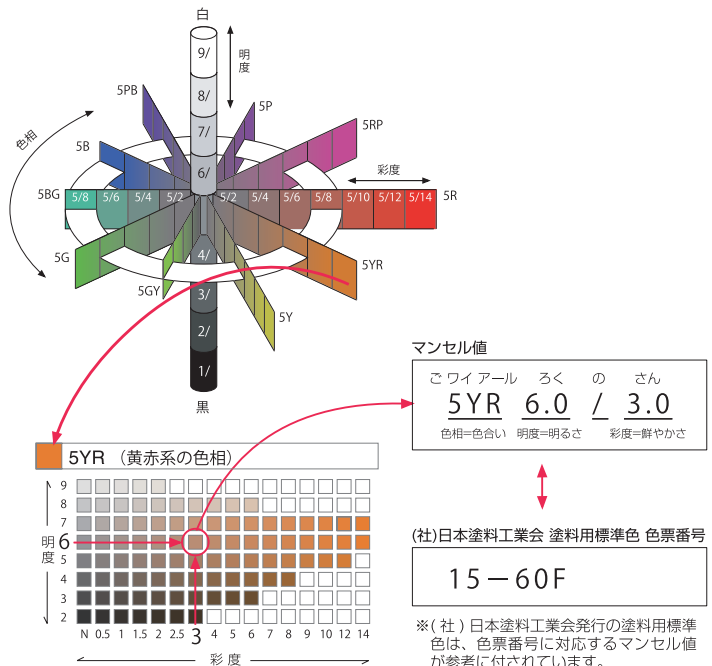 白
9/
明度
8/
7/
6/
5PB
5P
5RP
5B
色相
彩度
5BG
5/8
5/6
5/4
5/2
5/2
5/4
5/6
5/8
5/10
5/12
5/14
5R
5G
4/
5YR
5GY
3/
5Y
2/
1/
黒
マンセル値
ご ワイ アール ろく の さん
5YR 6.0 / 3.0
色相=色合い 明度=明るさ 彩度=鮮やかさ
5YR （黄赤系の色相）
9
8
7
明度 6
5
4
3
2
N 0.5 1 1.5 2 2.5 3 4 5 6 7 8 9 10 12 14
彩 度
(社)日本塗料工業会 塗料用標準色 色票番号
15－60F
※( 社 ) 日本塗料工業会発行の塗料用標準
色は、色票番号に対応するマンセル値
が参考に付されています。